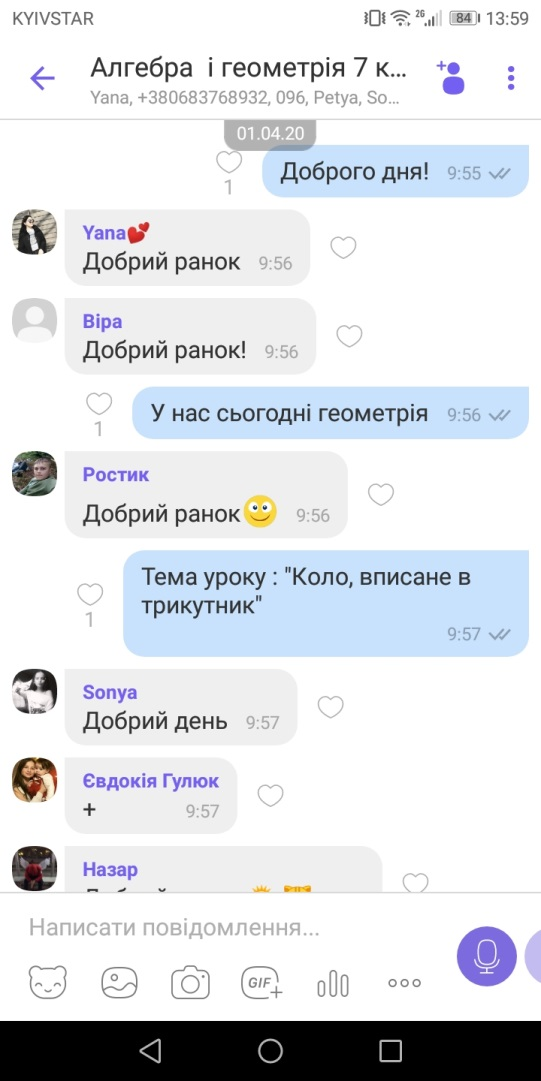 KYIVSTAR
2G
84
13:59
Алгебра і геометрія 7 к...
Yana, +380683768932, 096, Petya, So...
01.04.20
Доброго дня! 9:55
1
Yana💕
Добрий ранок 9:56
Віра
Добрий ранок! 9:56
У нас сьогодні геометрія 9:56
1
Ростик
Добрий ранок 9:56
Тема уроку : "Коло, вписане в
трикутник"
9:57
1
Sonya
Добрий день 9:57
Євдокія Гулюк
+ 9:57
Назар
Написати повідомлення...
GIF